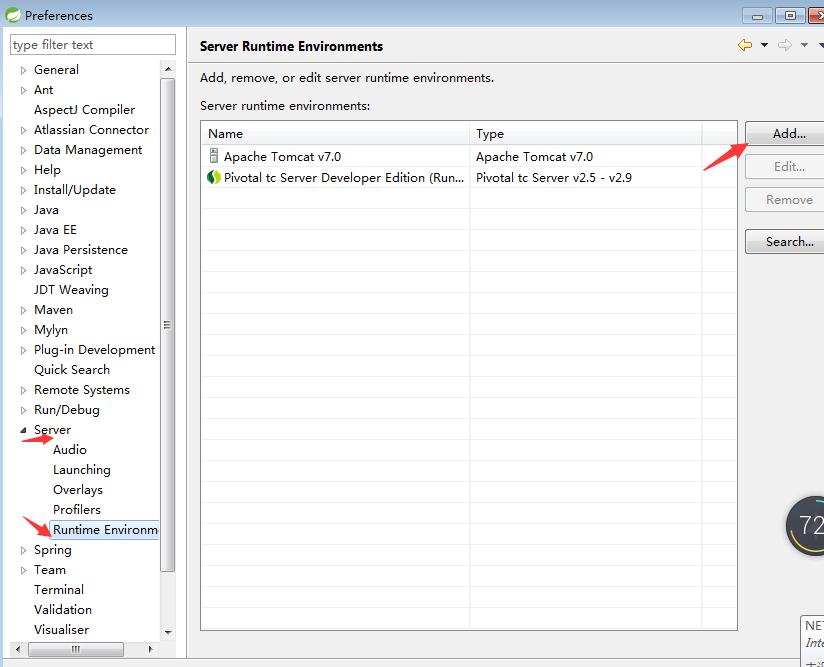 Preferences
type filter text
General
Ant
AspectJ Compiler
Atlassian Connector
Data Management
Help
Install/Update
Java
Java EE
Java Persistence
JavaScript
JDT Weaving
Maven
Mylyn
Plug-in Development
Quick Search
Remote Systems
Run/Debug
Server
Audio
Launching
Overlays
Profilers
Runtime Environm
Spring
Team
Terminal
Validation
Visualiser
Server Runtime Environments
Add, remove, or edit server runtime environments.
Server runtime environments:
Name Type
Apache Tomcat v7.0 Apache Tomcat v7.0
Pivotal tc Server Developer Edition (Run... Pivotal tc Server v2.5 - v2.9
Add...
Edit...
Remove
Search...
72
NET
Inte